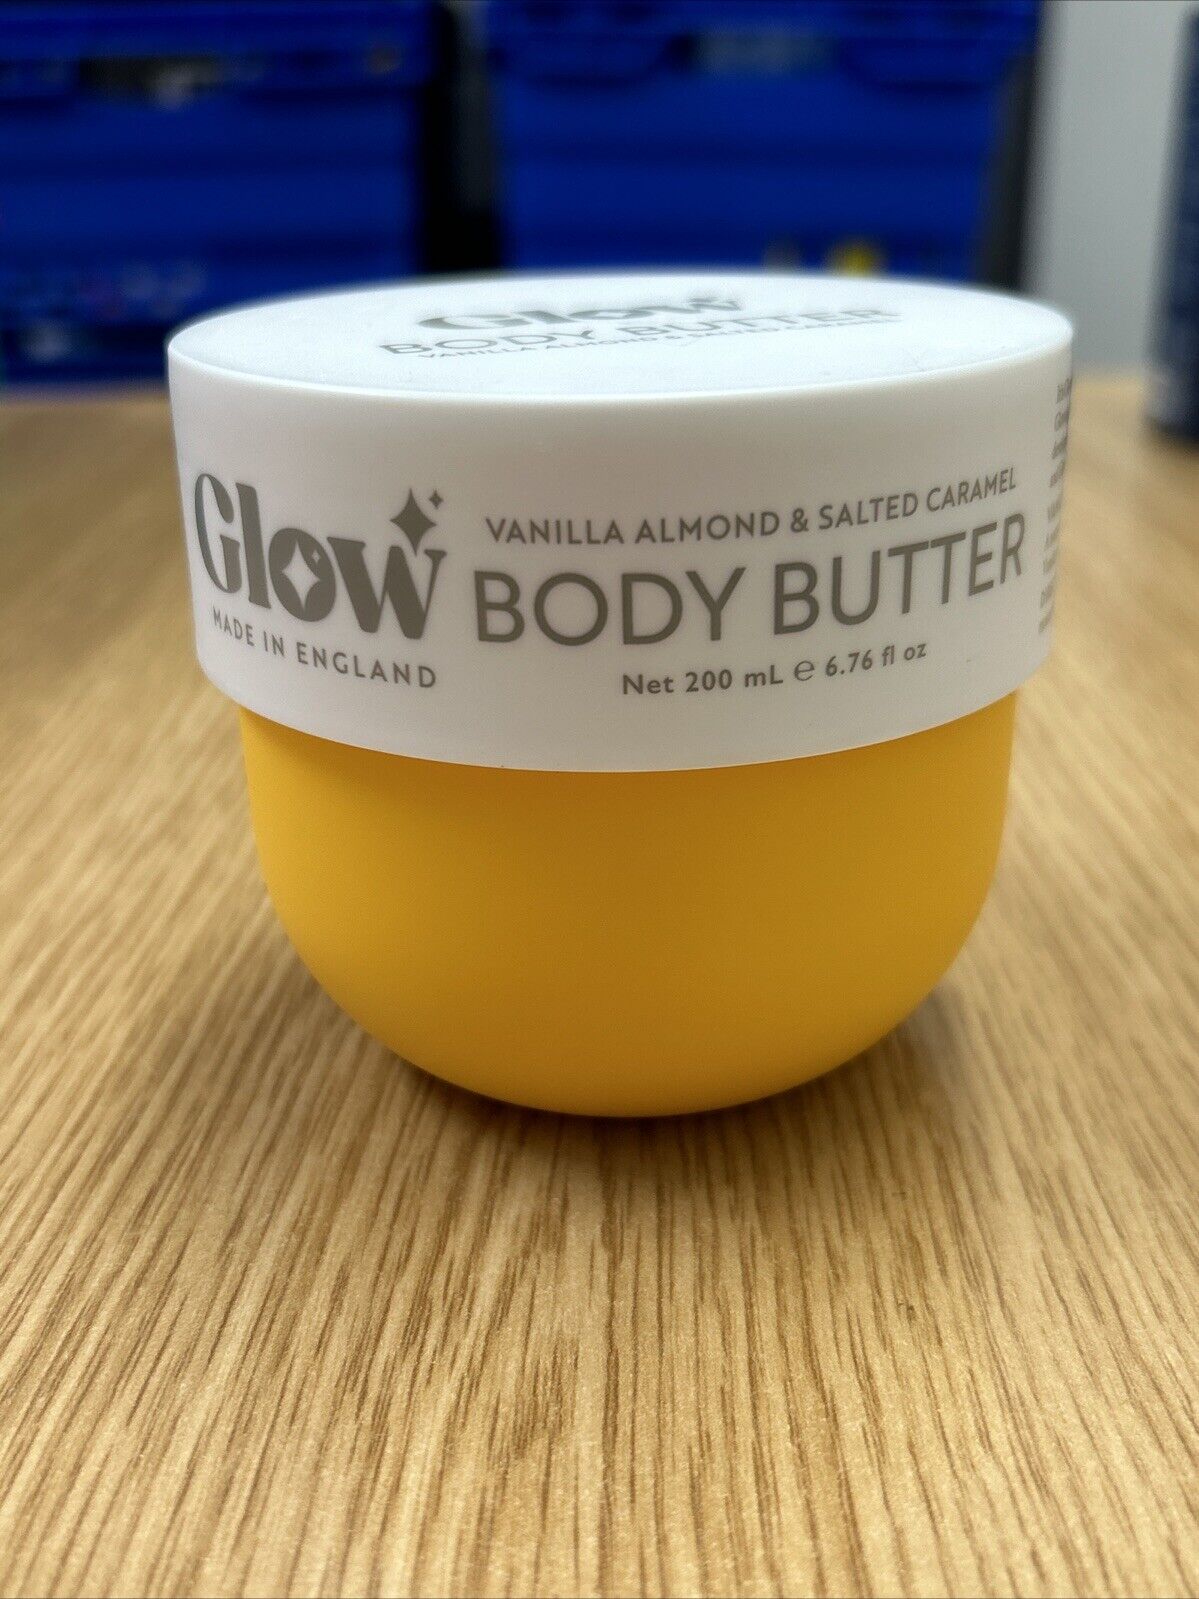 Glow
BODY BUTTER
VANILLA ALMOND & SALTED CARAMEL
Glow
MADE IN ENGLAND
VANILLA ALMOND & SALTED CARAMEL
BODY BUTTER
Net 200 mL ℮ 6.76 fl oz